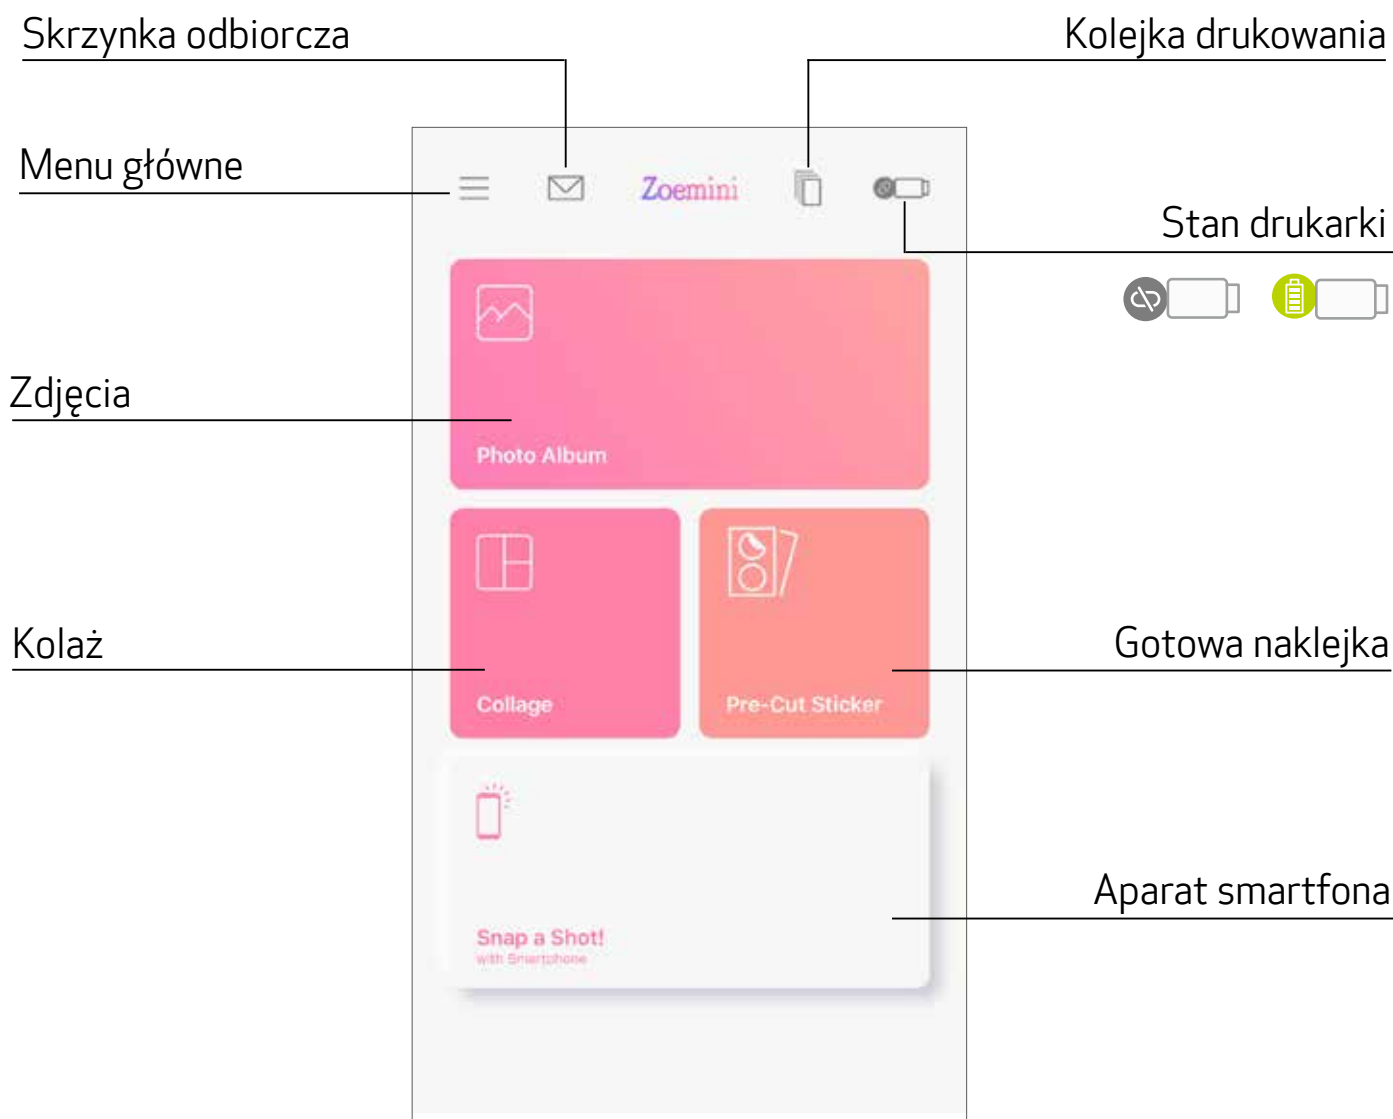 Skrzynka odbiorcza
Kolejka drukowania
Menu główne
Zoemini
Stan drukarki
Zdjęcia
Photo Album
Kolaż
Gotowa naklejka
Collage
Pre-Cut Sticker
Aparat smartfona
Snap a Shot!
with Smartphone